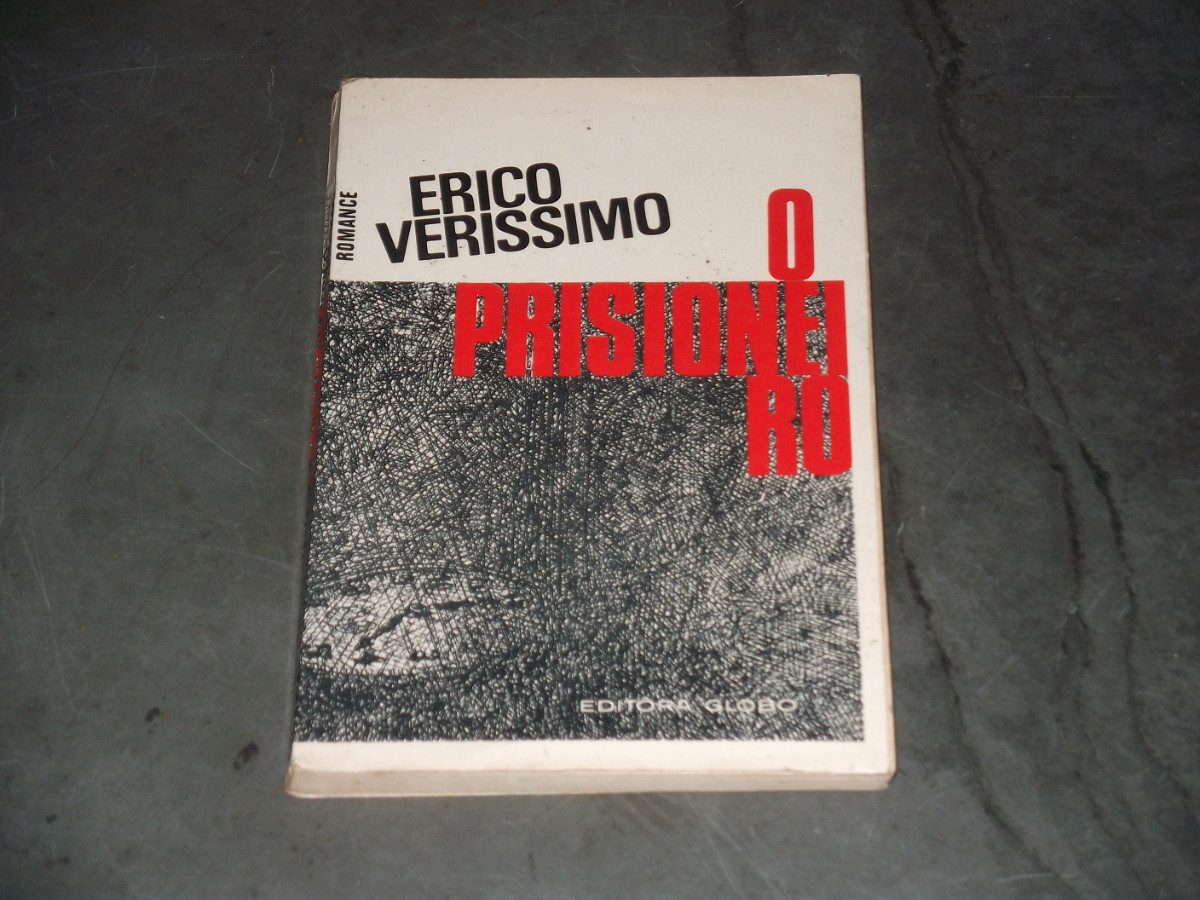 ROMANCE
ERICO
VERISSIMO
O
PRISIONEI
RO
EDITORA GLOBO